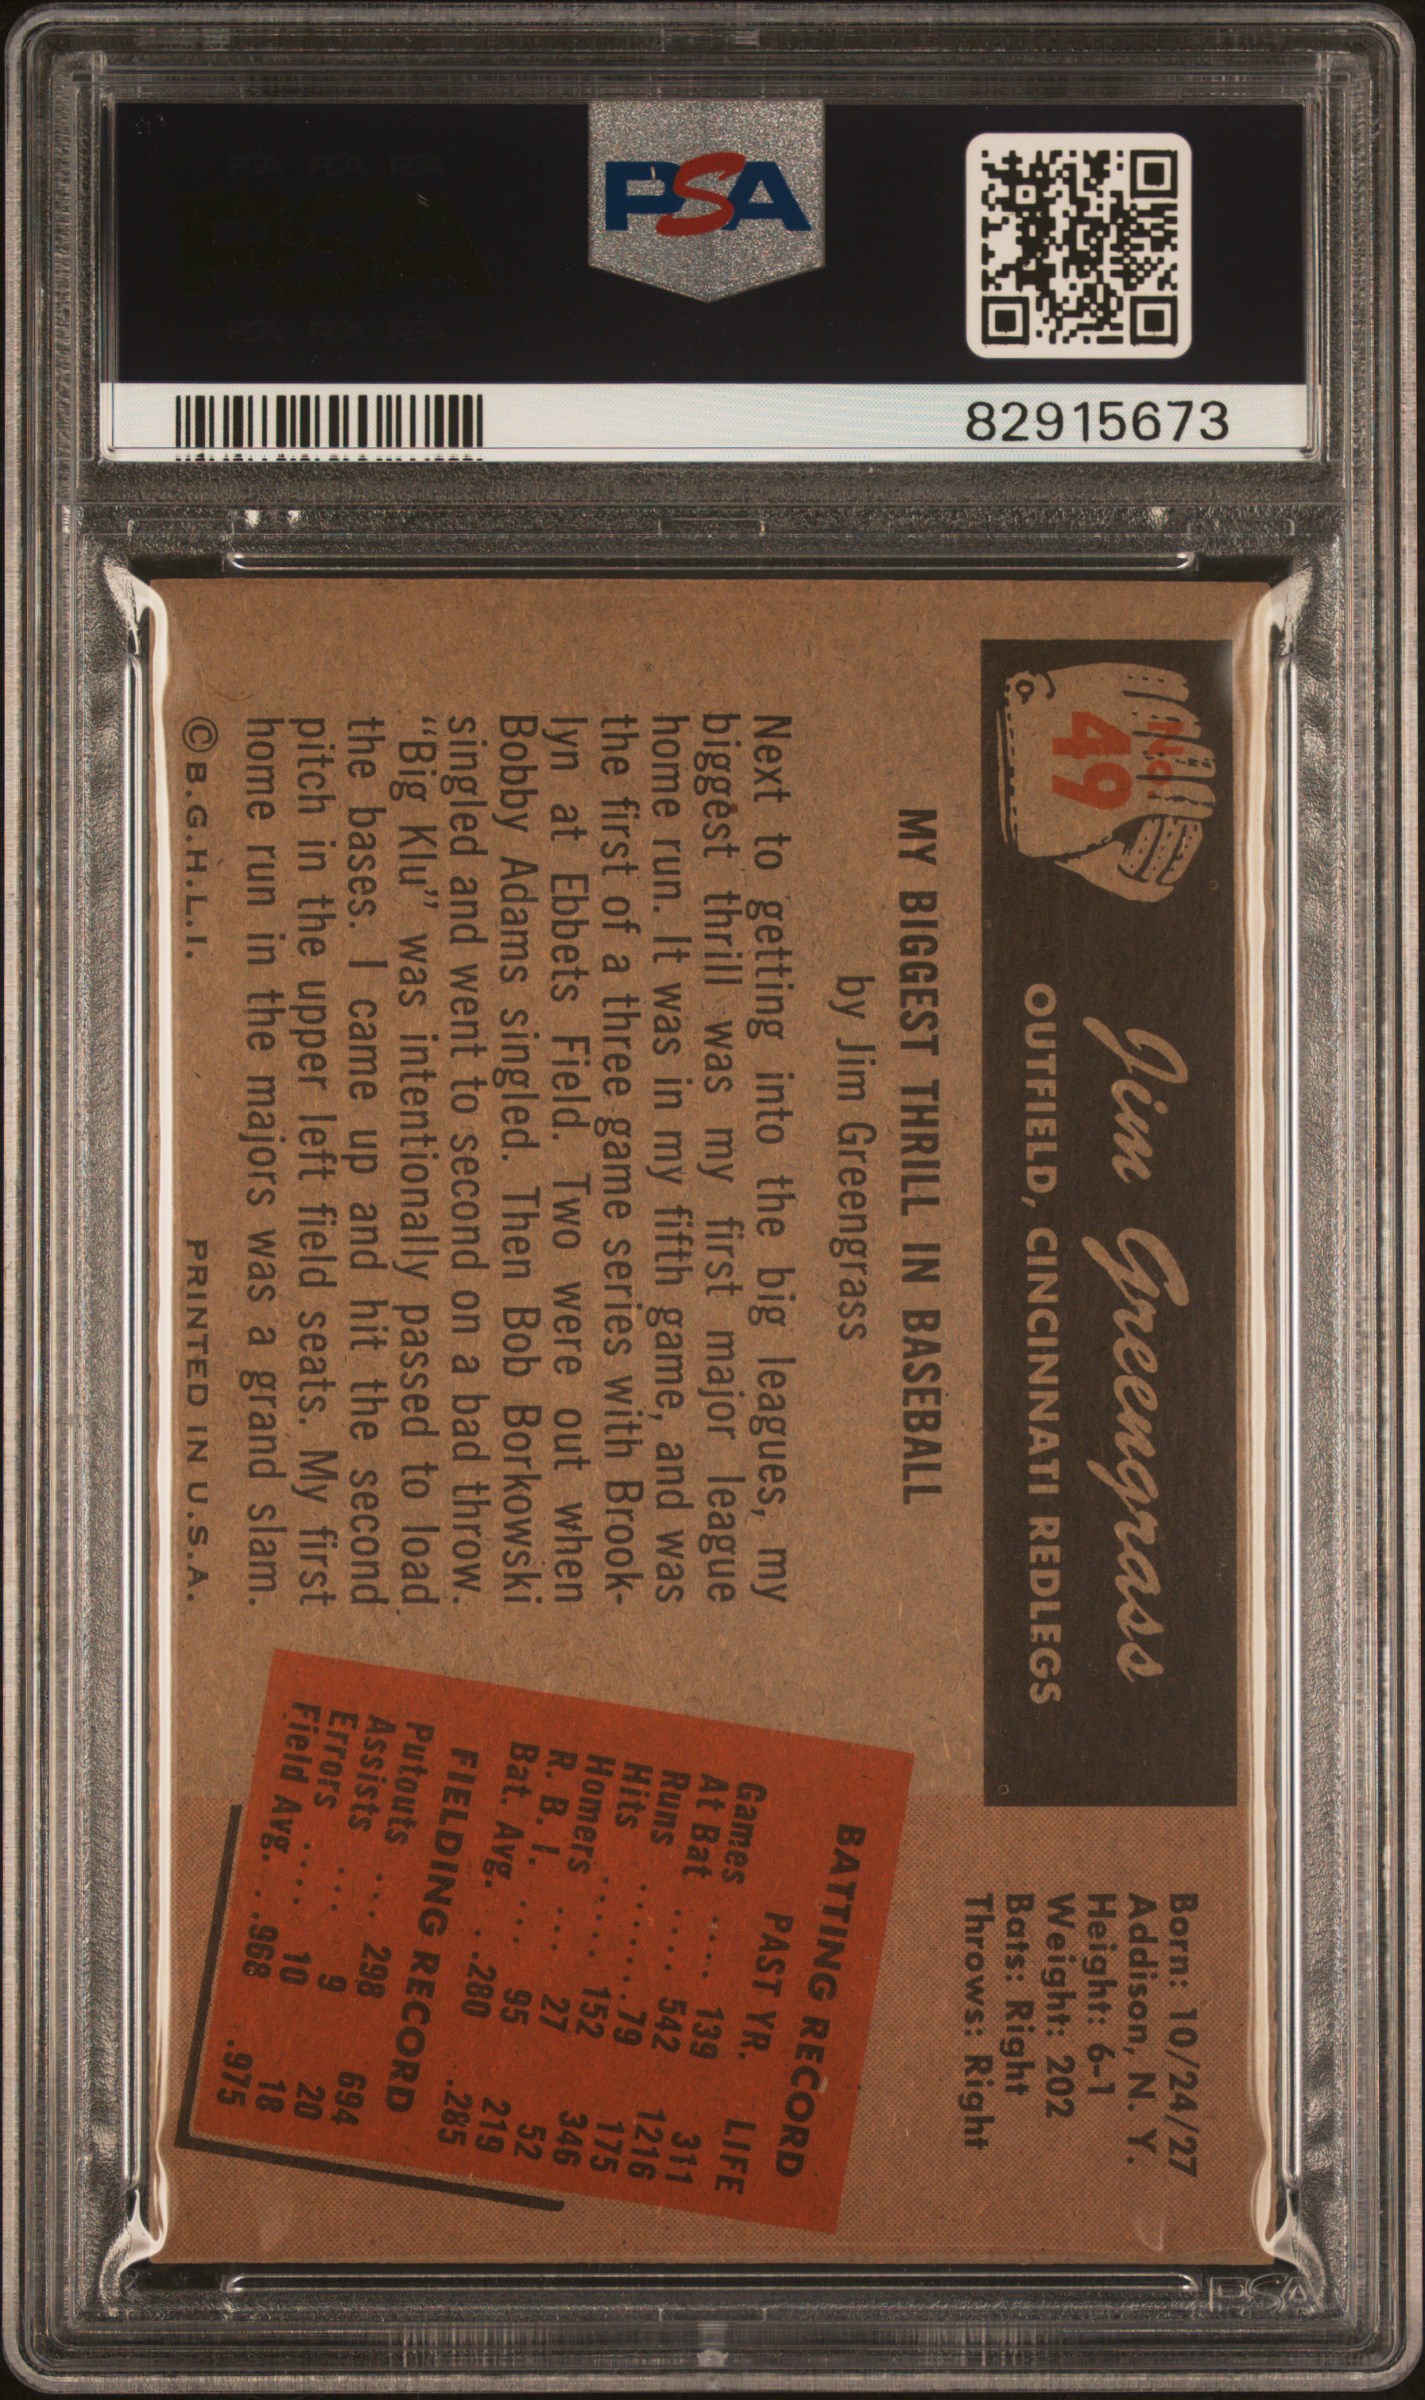 PSA
82915673
No.
49
Jim Greengrass
OUTFIELD, CINCINNATI REDLEGS
Born: 10/24/27
Addison, N. Y.
Height: 6-1
Weight: 202
Bats: Right
Throws: Right
MY BIGGEST THRILL IN BASEBALL
by Jim Greengrass
Next to getting into the big leagues, my
biggest thrill was my first major league
home run. It was in my fifth game, and was
the first of a three game series with Brook-
lyn at Ebbets Field. Two were out when
Bobby Adams singled. Then Bob Borkowski
singled and went to second on a bad throw.
“Big Klu” was intentionally passed to load
the bases. I came up and hit the second
pitch in the upper left field seats. My first
home run in the majors was a grand slam.
© B.G.H.L.I. PRINTED IN U.S.A.
BATTING RECORD
PAST YR. LIFE
Games .... 139 311
At Bat .... 542 1216
Runs ...... 79 175
Hits ...... 152 346
Homers .. 27 52
R. B. I. ... 95 219
Bat. Avg. . .280 .285
FIELDING RECORD
Putouts ... 298 694
Assists ... 9 20
Errors .... 10 18
Field Avg. . .968 .975
PSA